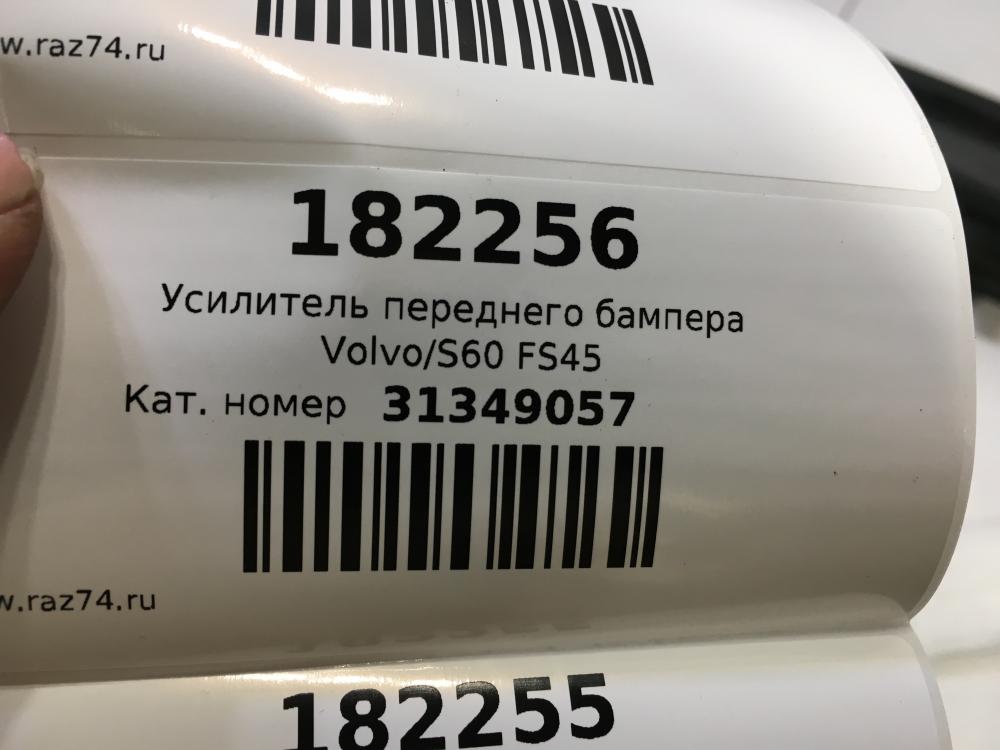 w.raz74.ru
182256
Усилитель переднего бампера
Volvo/S60 FS45
Кат. номер 31349057
w.raz74.ru
182255